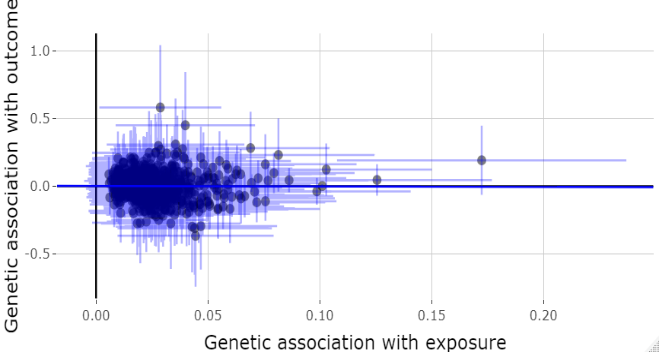 Genetic association with outcome
1.0
0.5
0.0
-0.5
0.00 0.05 0.10 0.15 0.20
Genetic association with exposure